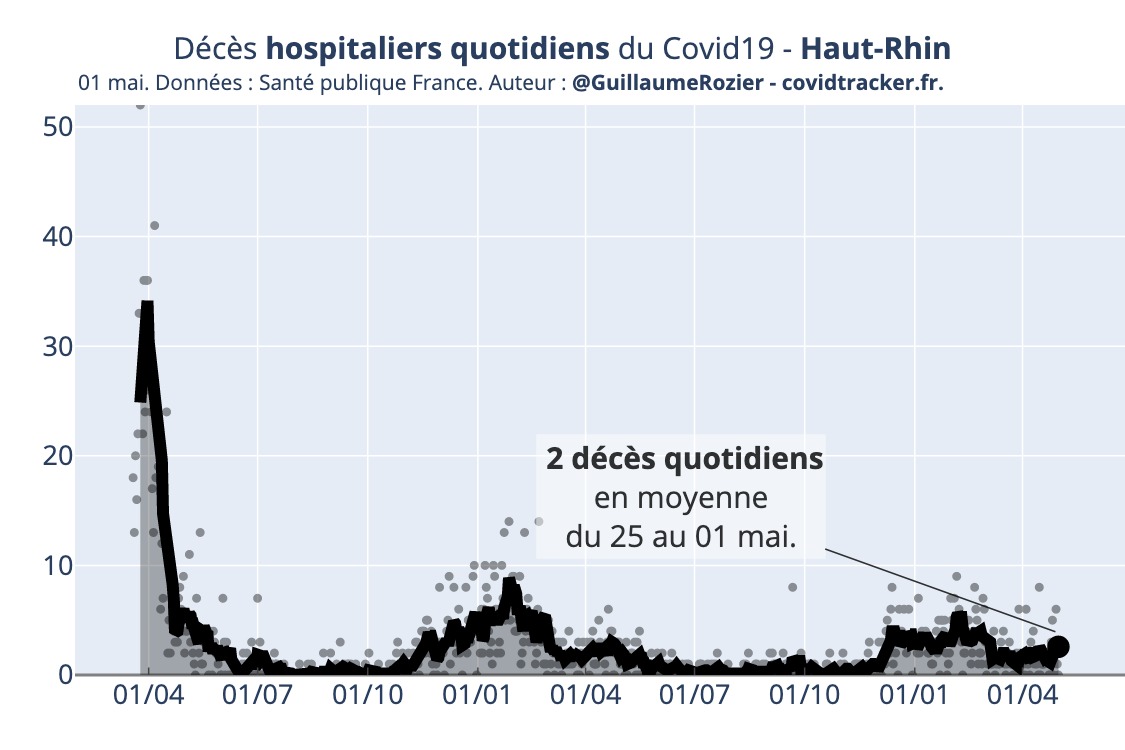 Décès hospitaliers quotidiens du Covid19 - Haut-Rhin
01 mai. Données : Santé publique France. Auteur : @GuillaumeRozier - covidtracker.fr.
50
40
30
20
10
0
2 décès quotidiens
en moyenne
du 25 au 01 mai.
01/04 01/07 01/10 01/01 01/04 01/07 01/10 01/01 01/04